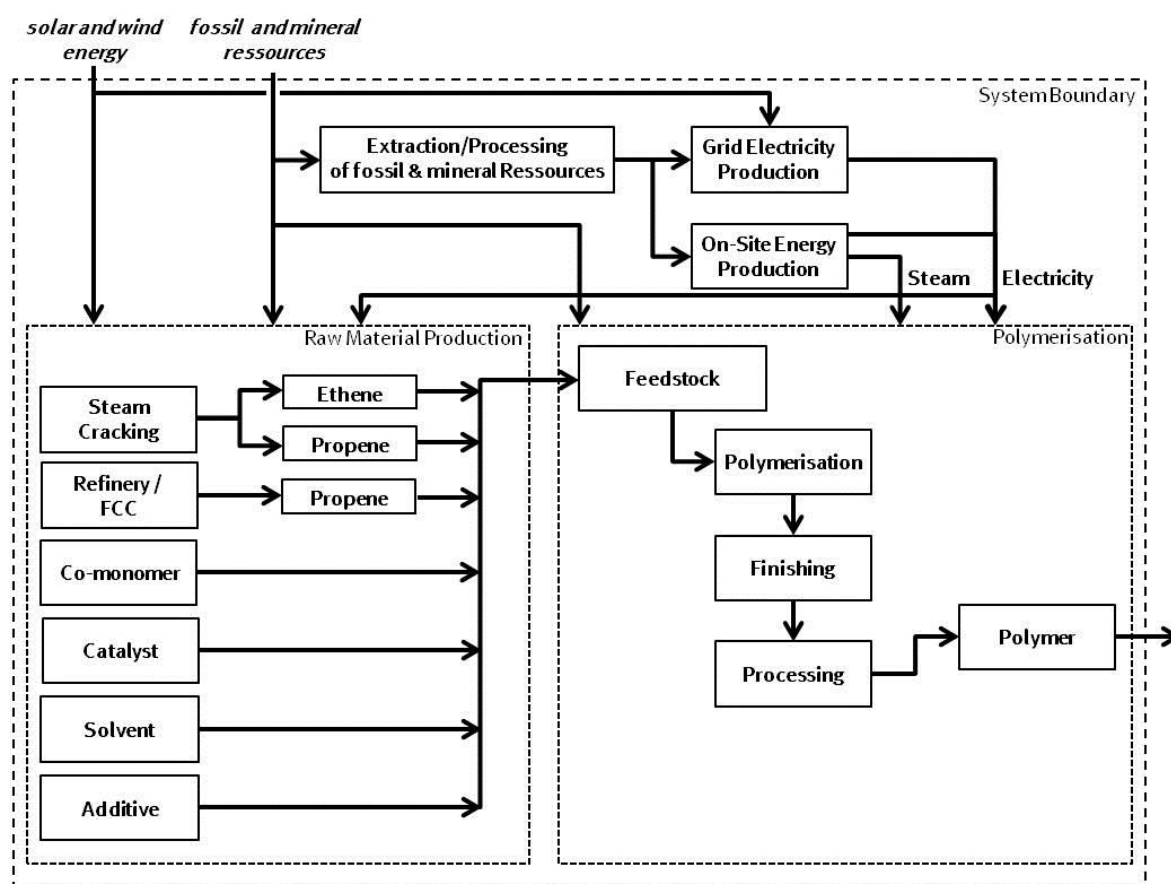 solar and wind
energy
fossil and mineral
ressources
System Boundary
Extraction/Processing
of fossil & mineral Ressources
Grid Electricity
Production
On-Site Energy
Production
Steam
Electricity
Raw Material Production
Polymerisation
Steam
Cracking
Ethene
Propene
Refinery /
FCC
Propene
Co-monomer
Catalyst
Solvent
Additive
Feedstock
Polymerisation
Finishing
Processing
Polymer